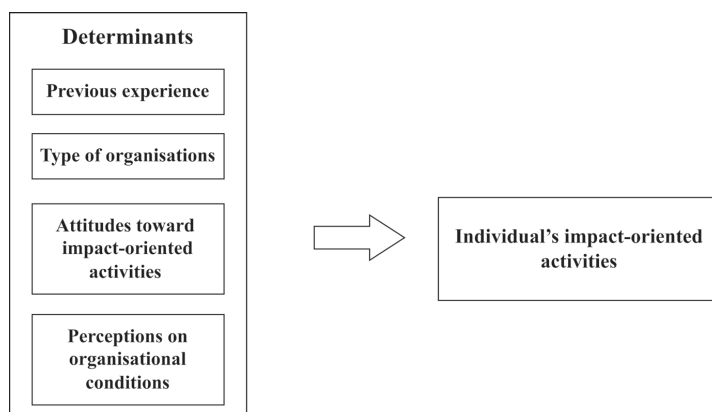 Determinants
Previous experience
Type of organisations
Attitudes toward
impact-oriented
activities
Perceptions on
organisational
conditions
Individual’s impact-oriented
activities